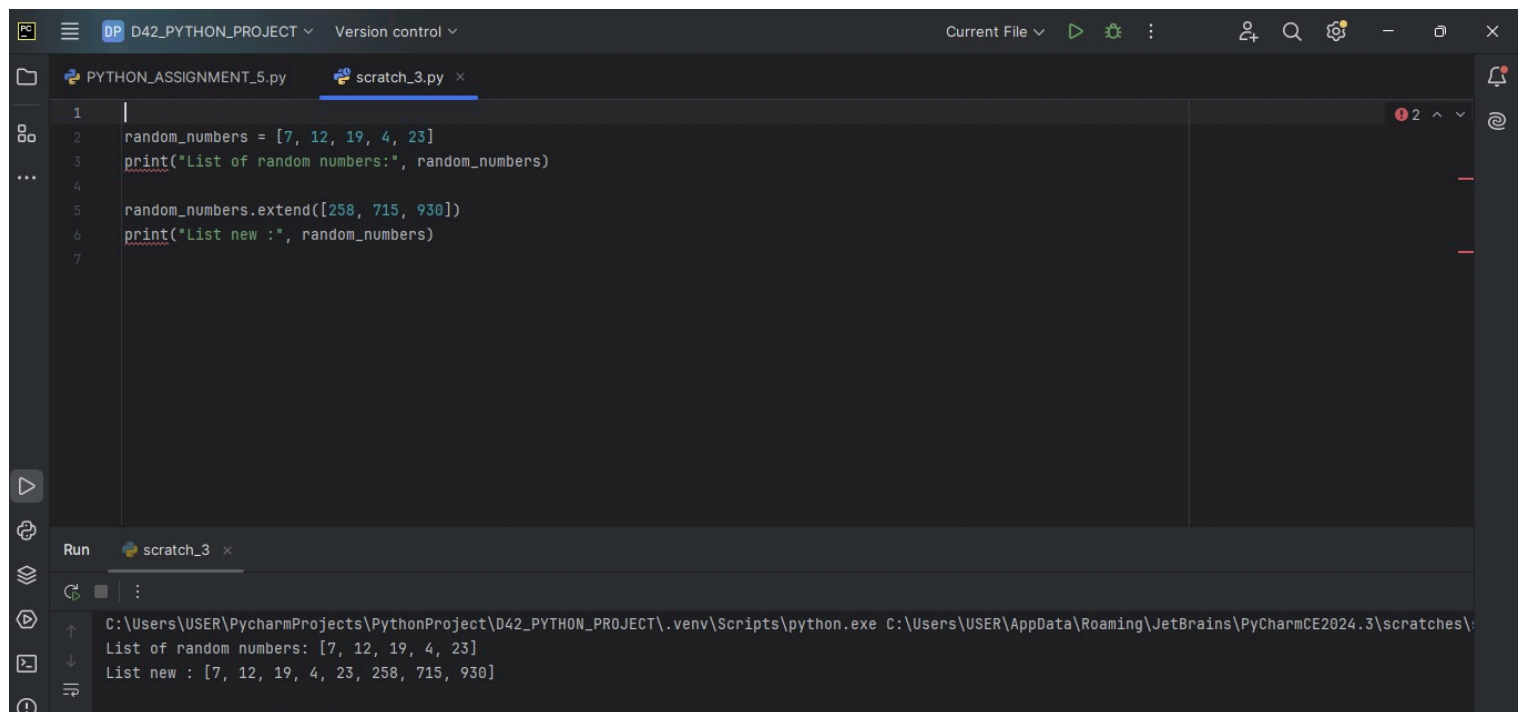 PC DP D42_PYTHON_PROJECT Version control Current File
PYTHON_ASSIGNMENT_5.py scratch_3.py
1
2 random_numbers = [7, 12, 19, 4, 23]
3 print("List of random numbers:", random_numbers)
4
5 random_numbers.extend([258, 715, 930])
6 print("List new :", random_numbers)
7
2
Run scratch_3
C:\Users\USER\PycharmProjects\PythonProject\D42_PYTHON_PROJECT\.venv\Scripts\python.exe C:\Users\USER\AppData\Roaming\JetBrains\PyCharmCE2024.3\scratches\
List of random numbers: [7, 12, 19, 4, 23]
List new : [7, 12, 19, 4, 23, 258, 715, 930]